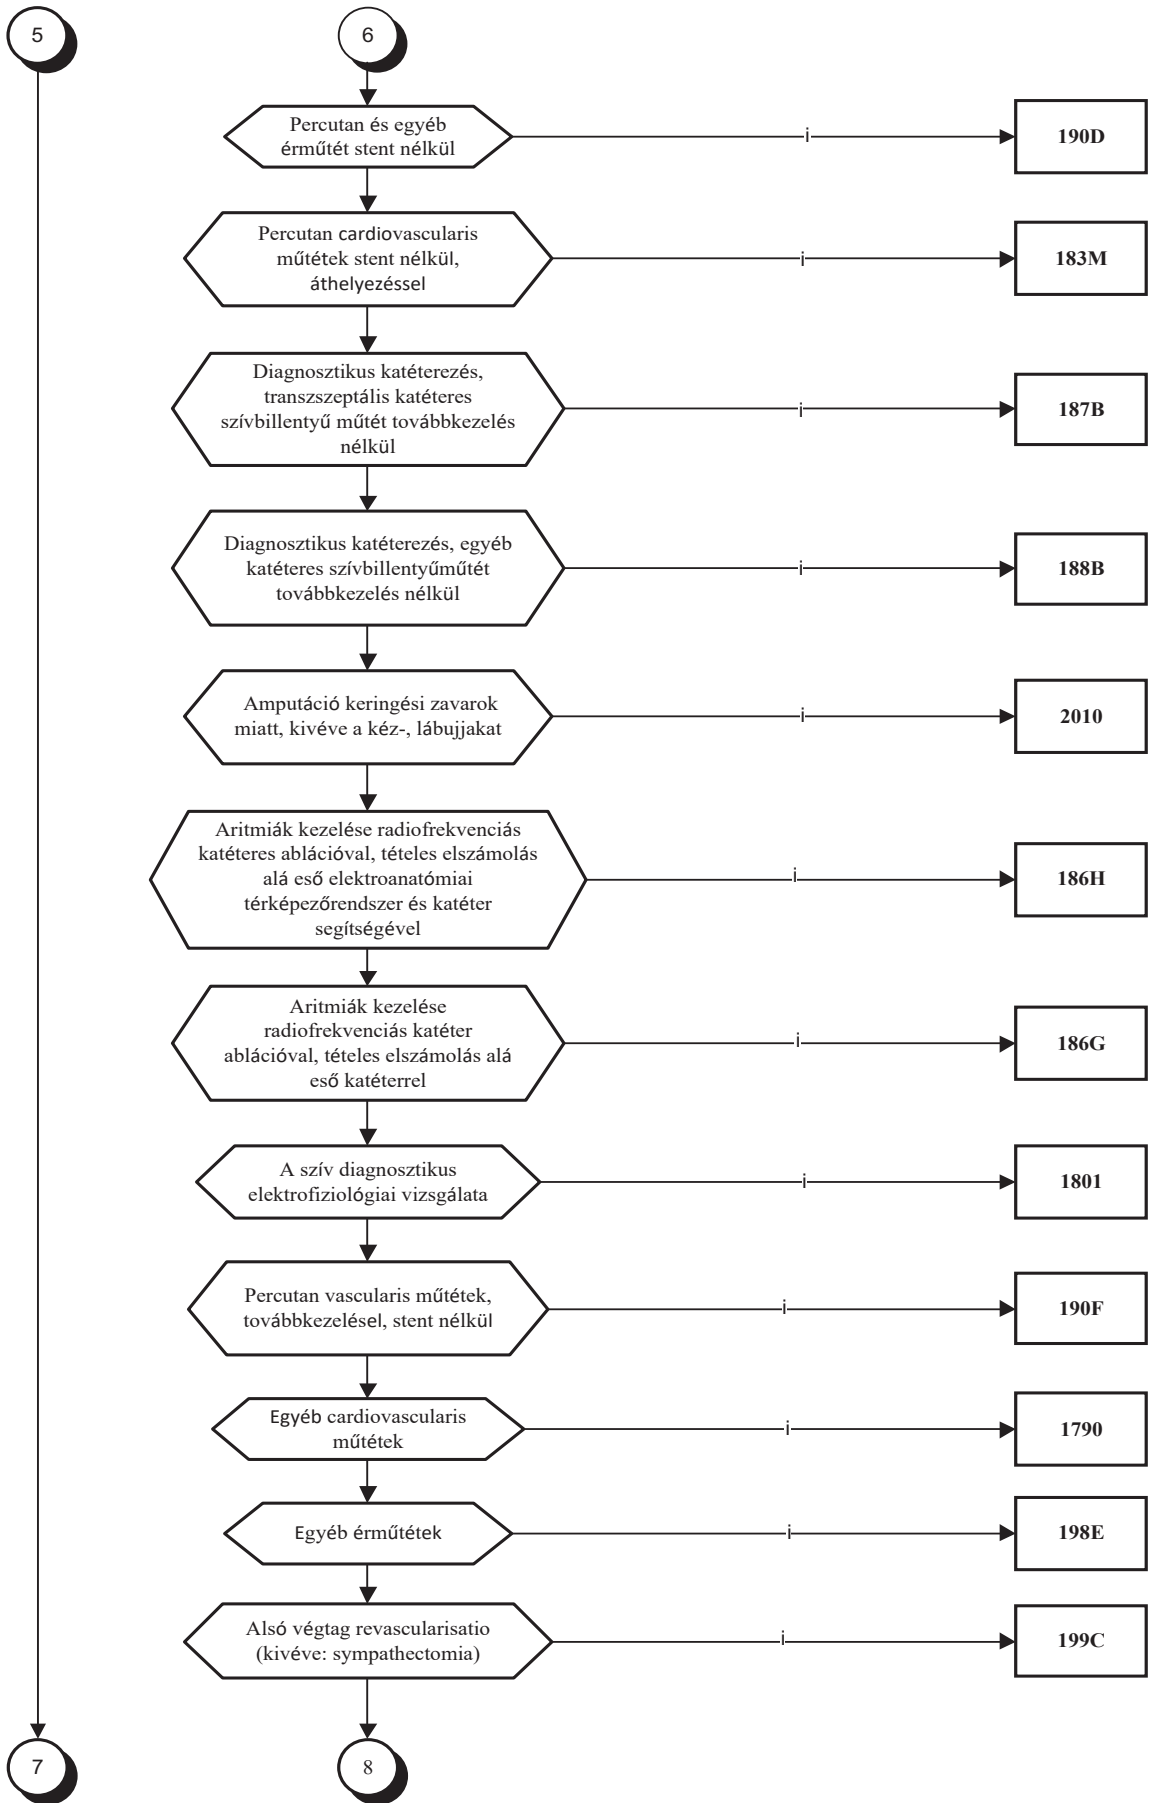 5
6
Percutan és egyéb
érműtét stent nélkül
i
190D
Percutan cardiovascularis
műtétek stent nélkül,
áthelyezéssel
i
183M
Diagnosztikus katéterezés,
transzszeptális katéteres
szívbillentyű műtét továbbkezelés
nélkül
i
187B
Diagnosztikus katéterezés, egyéb
katéteres szívbillentyűműtét
továbbkezelés nélkül
i
188B
Amputáció keringési zavarok
miatt, kivéve a kéz-, lábujjakat
i
2010
Aritmiák kezelése radiofrekvenciás
katéteres ablációval, tételes elszámolás
alá eső elektroanatómiai
térképezőrendszer és katéter
segítségével
i
186H
Aritmiák kezelése
radiofrekvenciás katéter
ablációval, tételes elszámolás alá
eső katéterrel
i
186G
A szív diagnosztikus
elektrofiziológiai vizsgálata
i
1801
Percutan vascularis műtétek,
továbbkezelésel, stent nélkül
i
190F
Egyéb cardiovascularis
műtétek
i
1790
Egyéb érműtétek
i
198E
Alsó végtag revascularisatio
(kivéve: sympathectomia)
i
199C
7
8